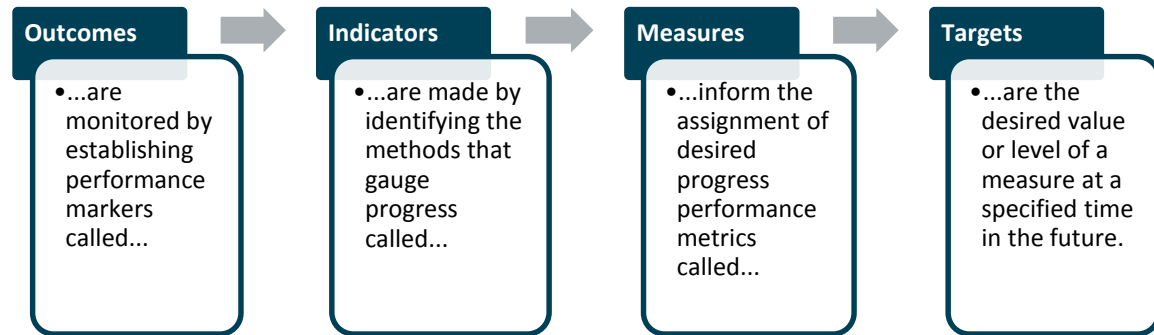 Outcomes
•...are
monitored by
establishing
performance
markers
called...
Indicators
•...are made by
identifying the
methods that
gauge
progress
called...
Measures
•...inform the
assignment of
desired
progress
performance
metrics
called...
Targets
•...are the
desired value
or level of a
measure at a
specified time
in the future.